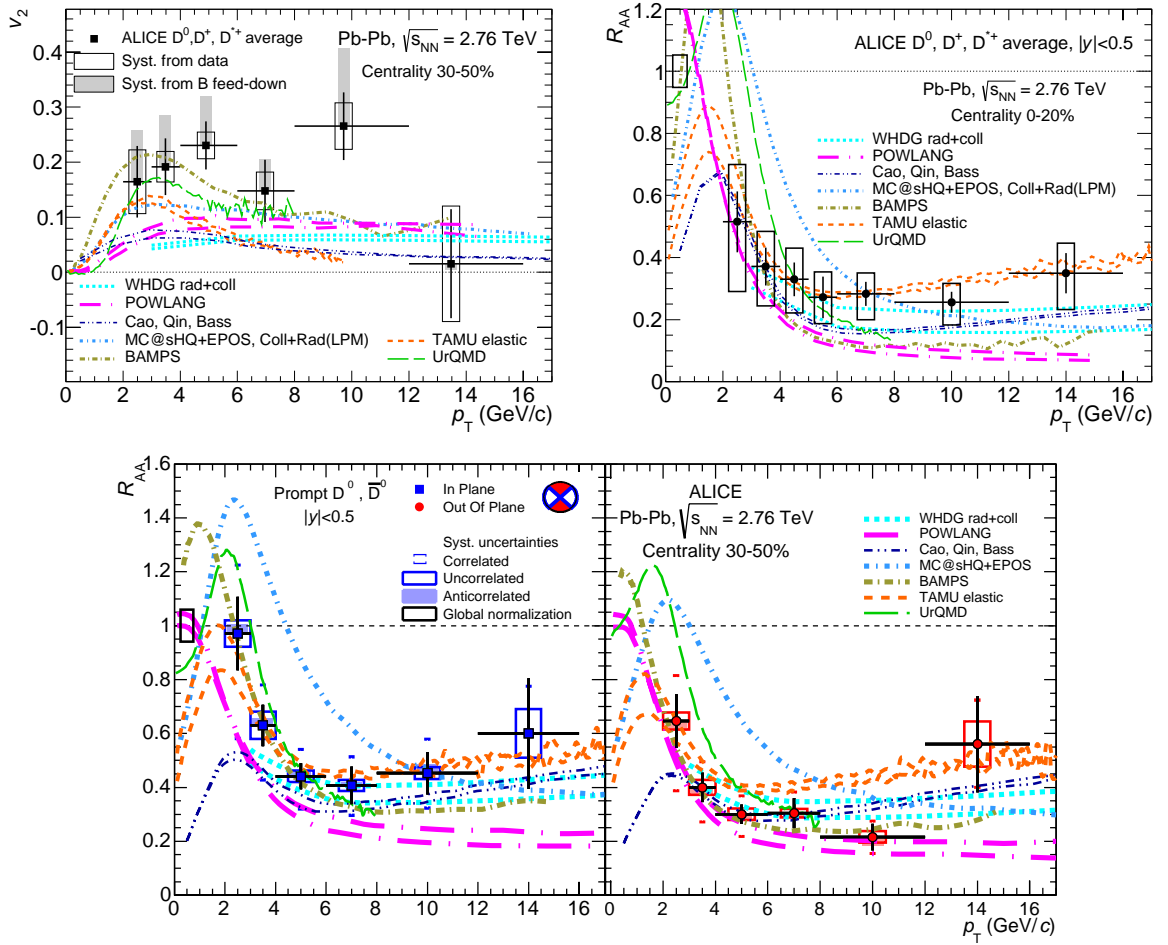 v2
ALICE D0,D+, D*+ average
Syst. from data
Syst. from B feed-down
Pb-Pb, √sNN = 2.76 TeV
Centrality 30-50%
0.4
0.3
0.2
0.1
0
-0.1
WHDG rad+coll
POWLANG
Cao, Qin, Bass
MC@sHQ+EPOS, Coll+Rad(LPM)
BAMPS
TAMU elastic
UrQMD
0 2 4 6 8 10 12 14 16
pT (GeV/c)
RAA
1.2
1
0.8
0.6
0.4
0.2
0
ALICE D0, D+, D*+ average, |y|<0.5
Pb-Pb, √sNN = 2.76 TeV
Centrality 0-20%
WHDG rad+coll
POWLANG
Cao, Qin, Bass
MC@sHQ+EPOS, Coll+Rad(LPM)
BAMPS
TAMU elastic
UrQMD
0 2 4 6 8 10 12 14 16
pT (GeV/c)
RAA
1.6
1.4
1.2
1
0.8
0.6
0.4
0.2
0
Prompt D0, D̅0
|y|<0.5
In Plane
Out Of Plane
Syst. uncertainties
Correlated
Uncorrelated
Anticorrelated
Global normalization
0 2 4 6 8 10 12 14 16
ALICE
Pb-Pb, √sNN = 2.76 TeV
Centrality 30-50%
WHDG rad+coll
POWLANG
Cao, Qin, Bass
MC@sHQ+EPOS
BAMPS
TAMU elastic
UrQMD
0 2 4 6 8 10 12 14 16
pT (GeV/c)